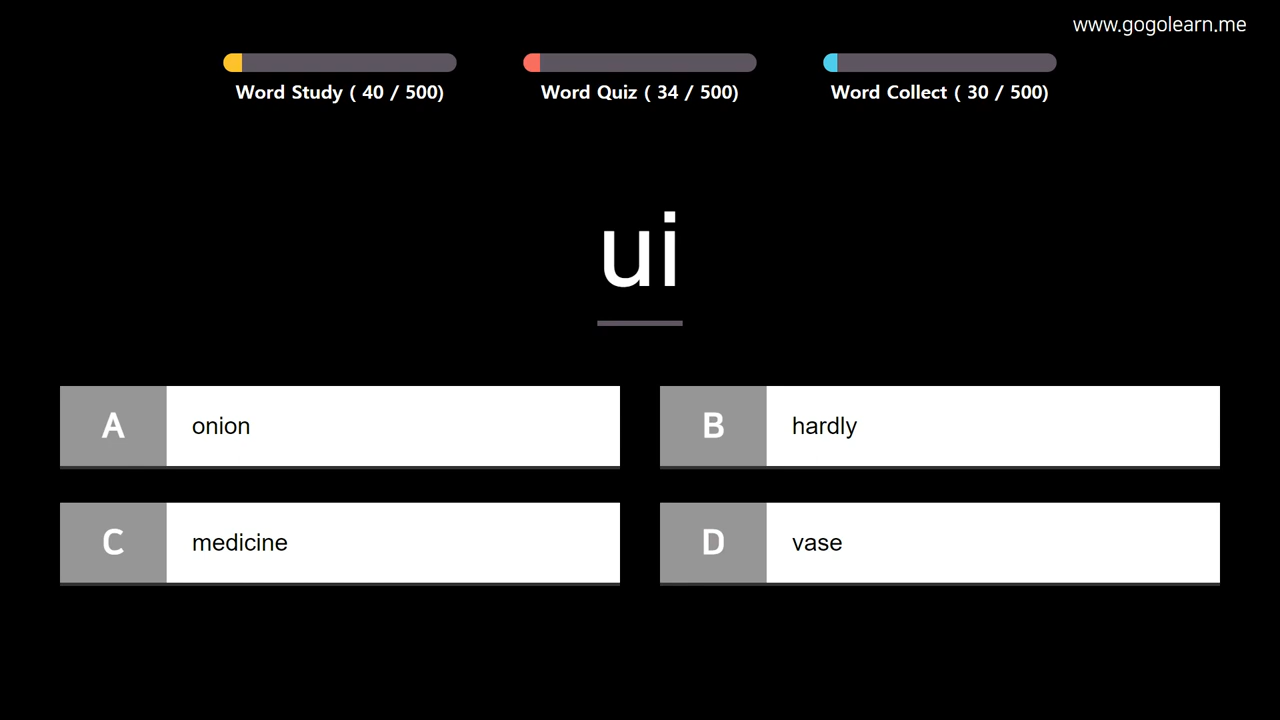 www.gogolearn.me
Word Study ( 40 / 500)
Word Quiz ( 34 / 500)
Word Collect ( 30 / 500)
ui
A onion
B hardly
C medicine
D vase